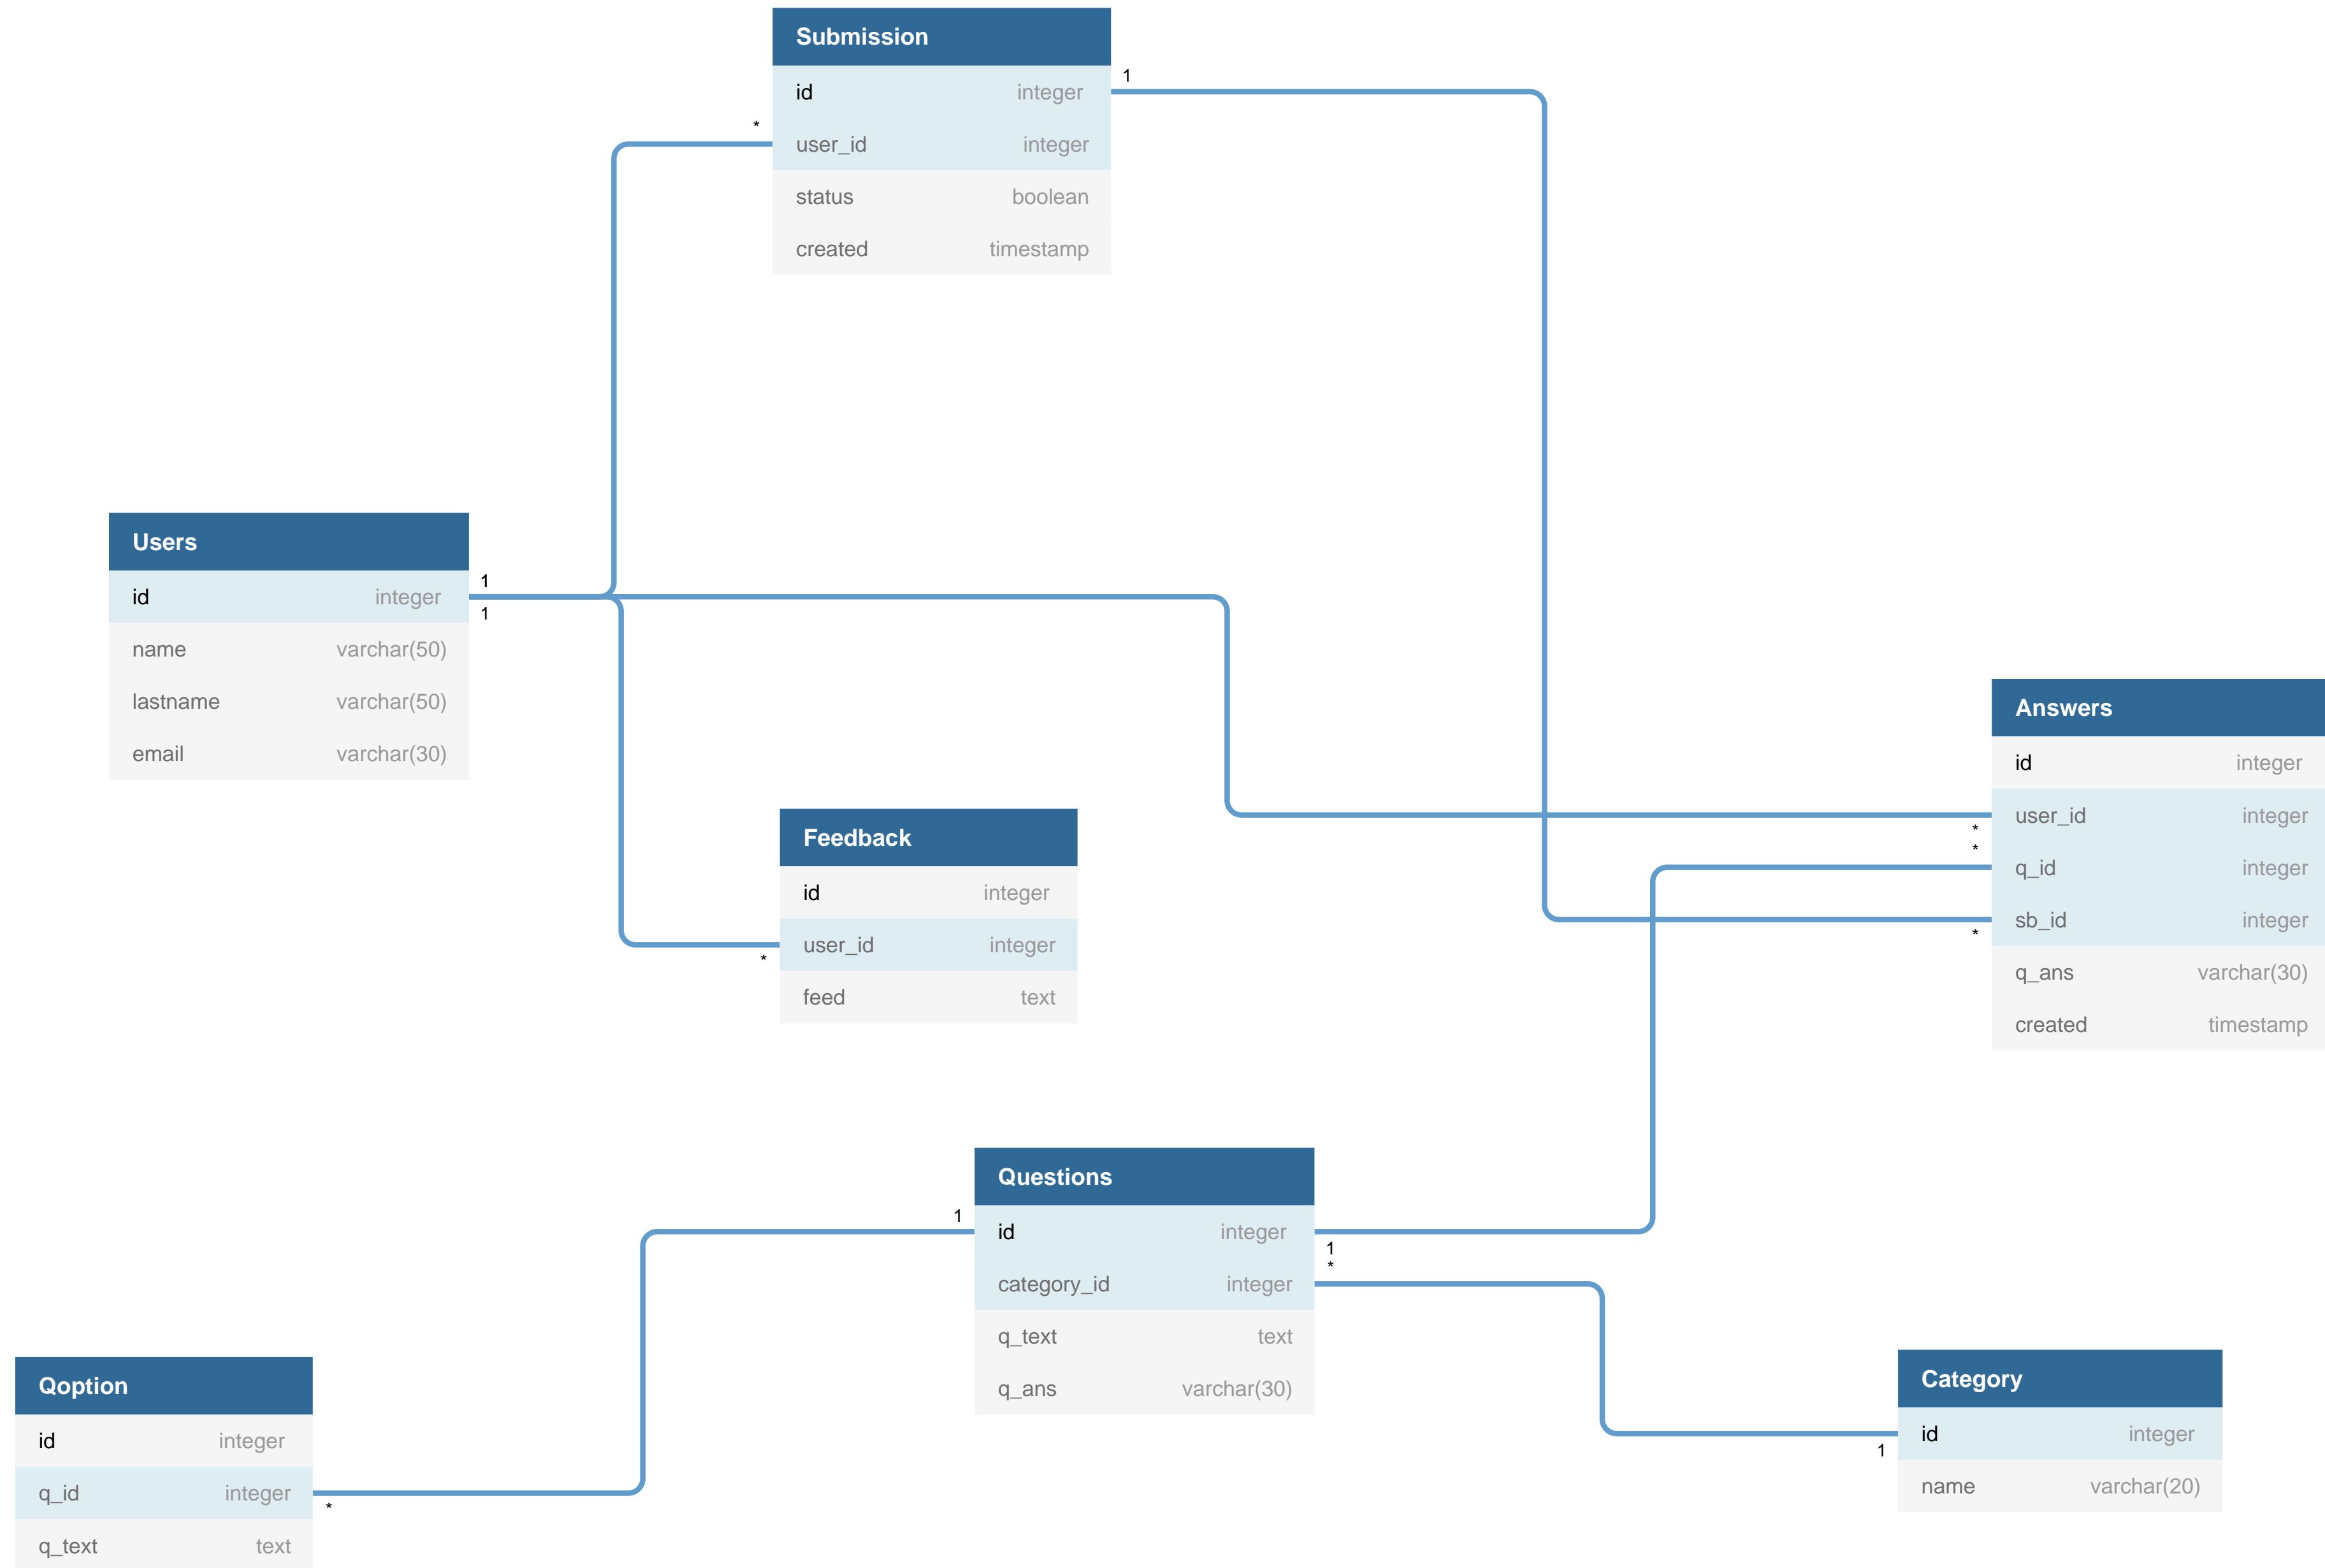 Submission
id integer
user_id integer
status boolean
created timestamp
1
*
Users
id integer
name varchar(50)
lastname varchar(50)
email varchar(30)
1
1
Feedback
id integer
user_id integer
feed text
*
Answers
id integer
user_id integer
q_id integer
sb_id integer
q_ans varchar(30)
created timestamp
*
*
*
Questions
id integer
category_id integer
q_text text
q_ans varchar(30)
1
1
*
Qoption
id integer
q_id integer
q_text text
*
Category
id integer
name varchar(20)
1